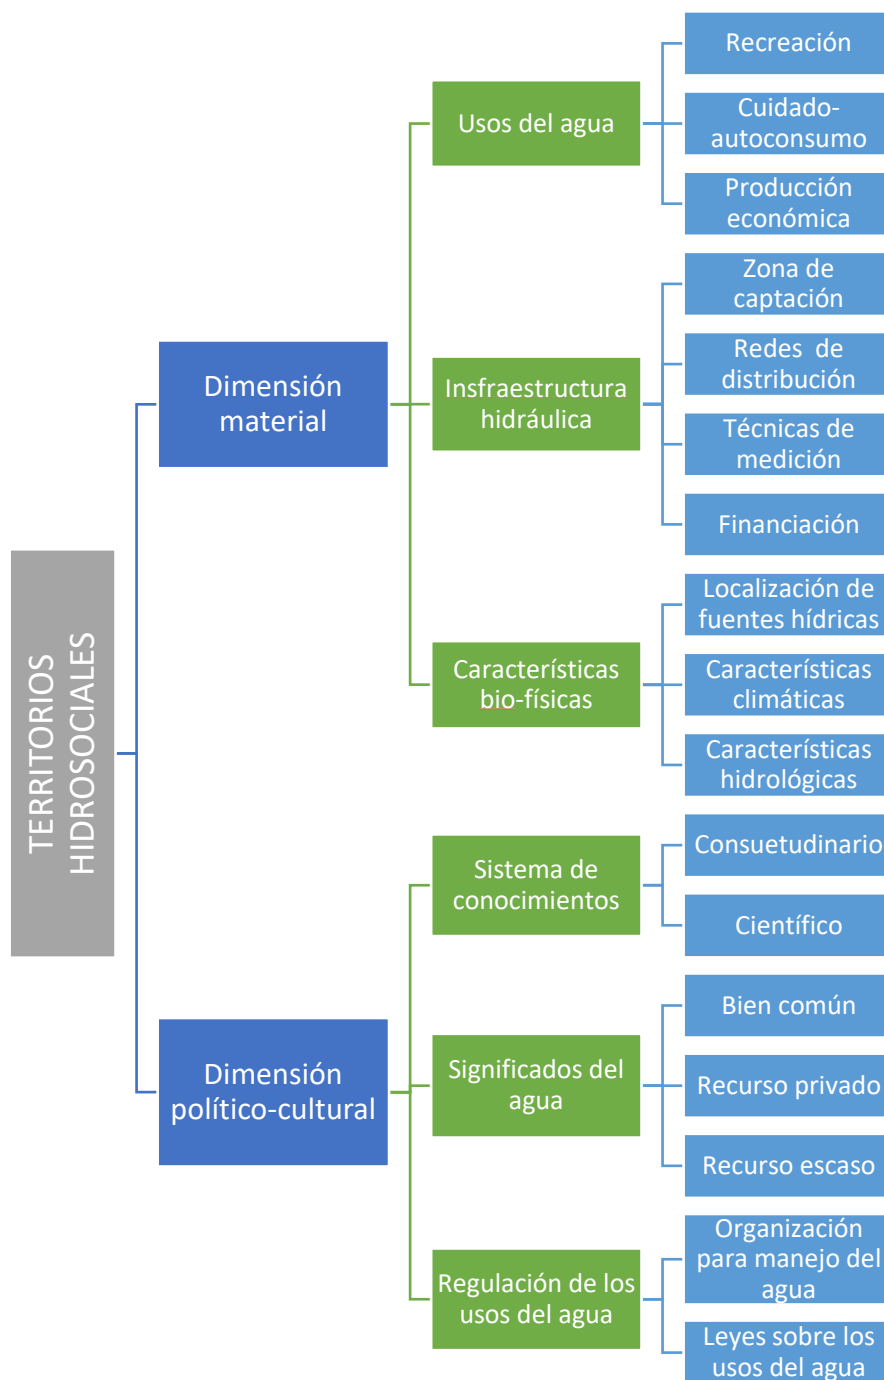 TERRITORIOS
HIDROSOCIALES
Dimensión
material
Usos del agua
Recreación
Cuidado-
autoconsumo
Producción
económica
Insfraestructura
hidráulica
Zona de
captación
Redes de
distribución
Técnicas de
medición
Financiación
Características
bio-físicas
Localización de
fuentes hídricas
Características
climáticas
Características
hidrológicas
Dimensión
político-cultural
Sistema de
conocimientos
Consuetudinario
Científico
Significados del
agua
Bien común
Recurso privado
Recurso escaso
Regulación de los
usos del agua
Organización
para manejo del
agua
Leyes sobre los
usos del agua